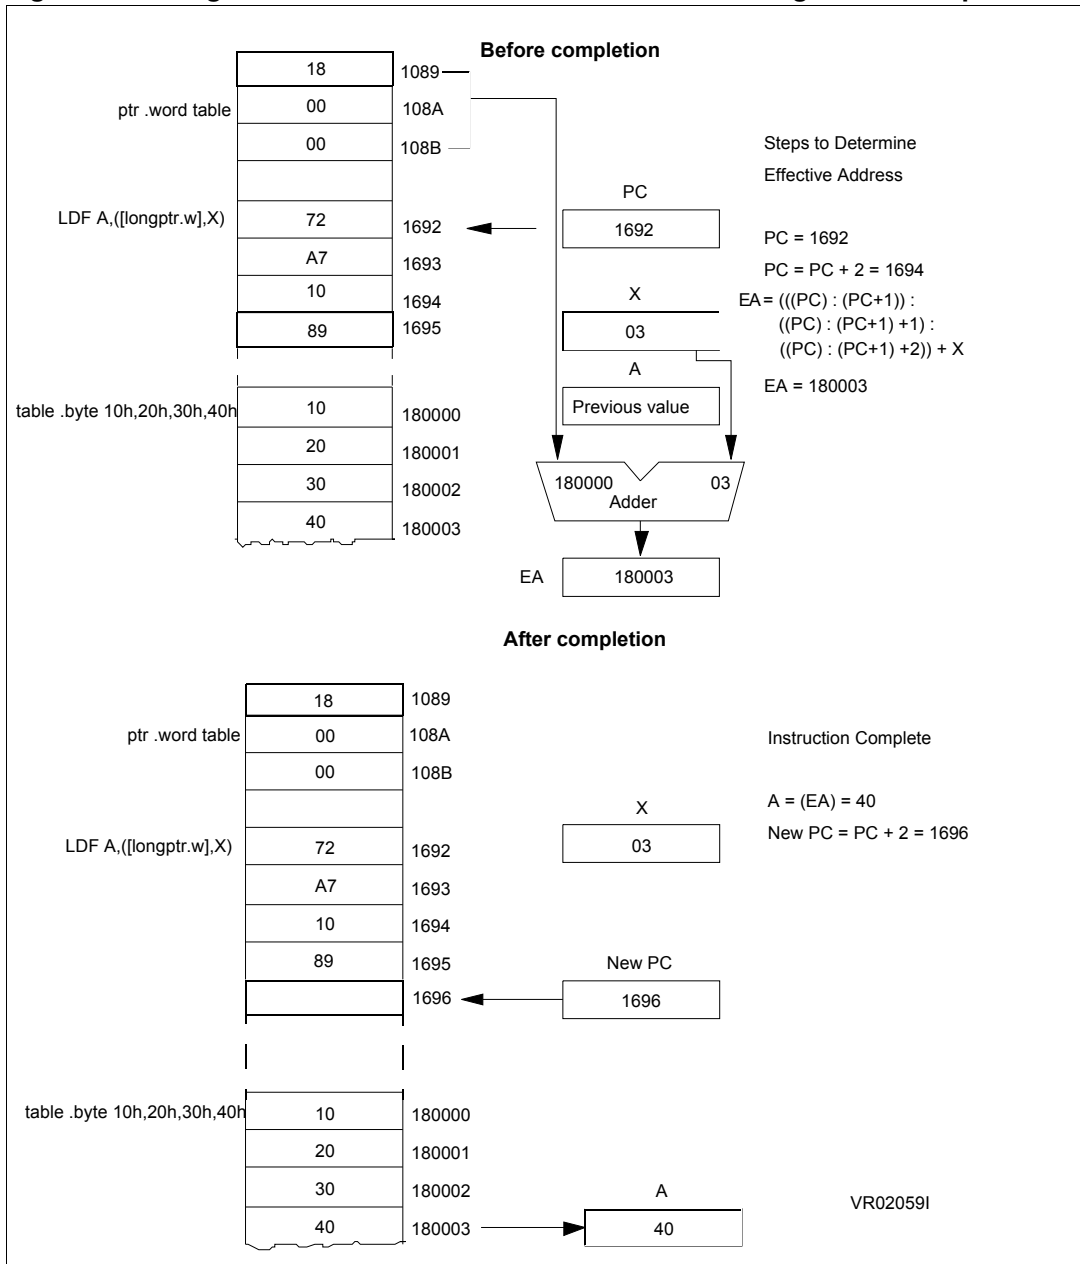 Before completion
18 1089
ptr .word table 00 108A
00 108B
Steps to Determine
Effective Address
PC
LDF A,([longptr.w],X) 72 1692 1692
PC = 1692
A7 1693
PC = PC + 2 = 1694
10 1694
X
EA = (((PC) : (PC+1)) :
89 1695
03
((PC) : (PC+1) +1) :
((PC) : (PC+1) +2)) + X
A
EA = 180003
table .byte 10h,20h,30h,40h 10 180000
Previous value
20 180001
30 180002
180000 03
Adder
40 180003
EA 180003
After completion
18 1089
ptr .word table 00 108A
Instruction Complete
00 108B
X
A = (EA) = 40
LDF A,([longptr.w],X) 72 1692
03
New PC = PC + 2 = 1696
A7 1693
10 1694
89 1695
New PC
1696 1696
table .byte 10h,20h,30h,40h 10 180000
20 180001
30 180002
A
VR02059I
40 180003 40